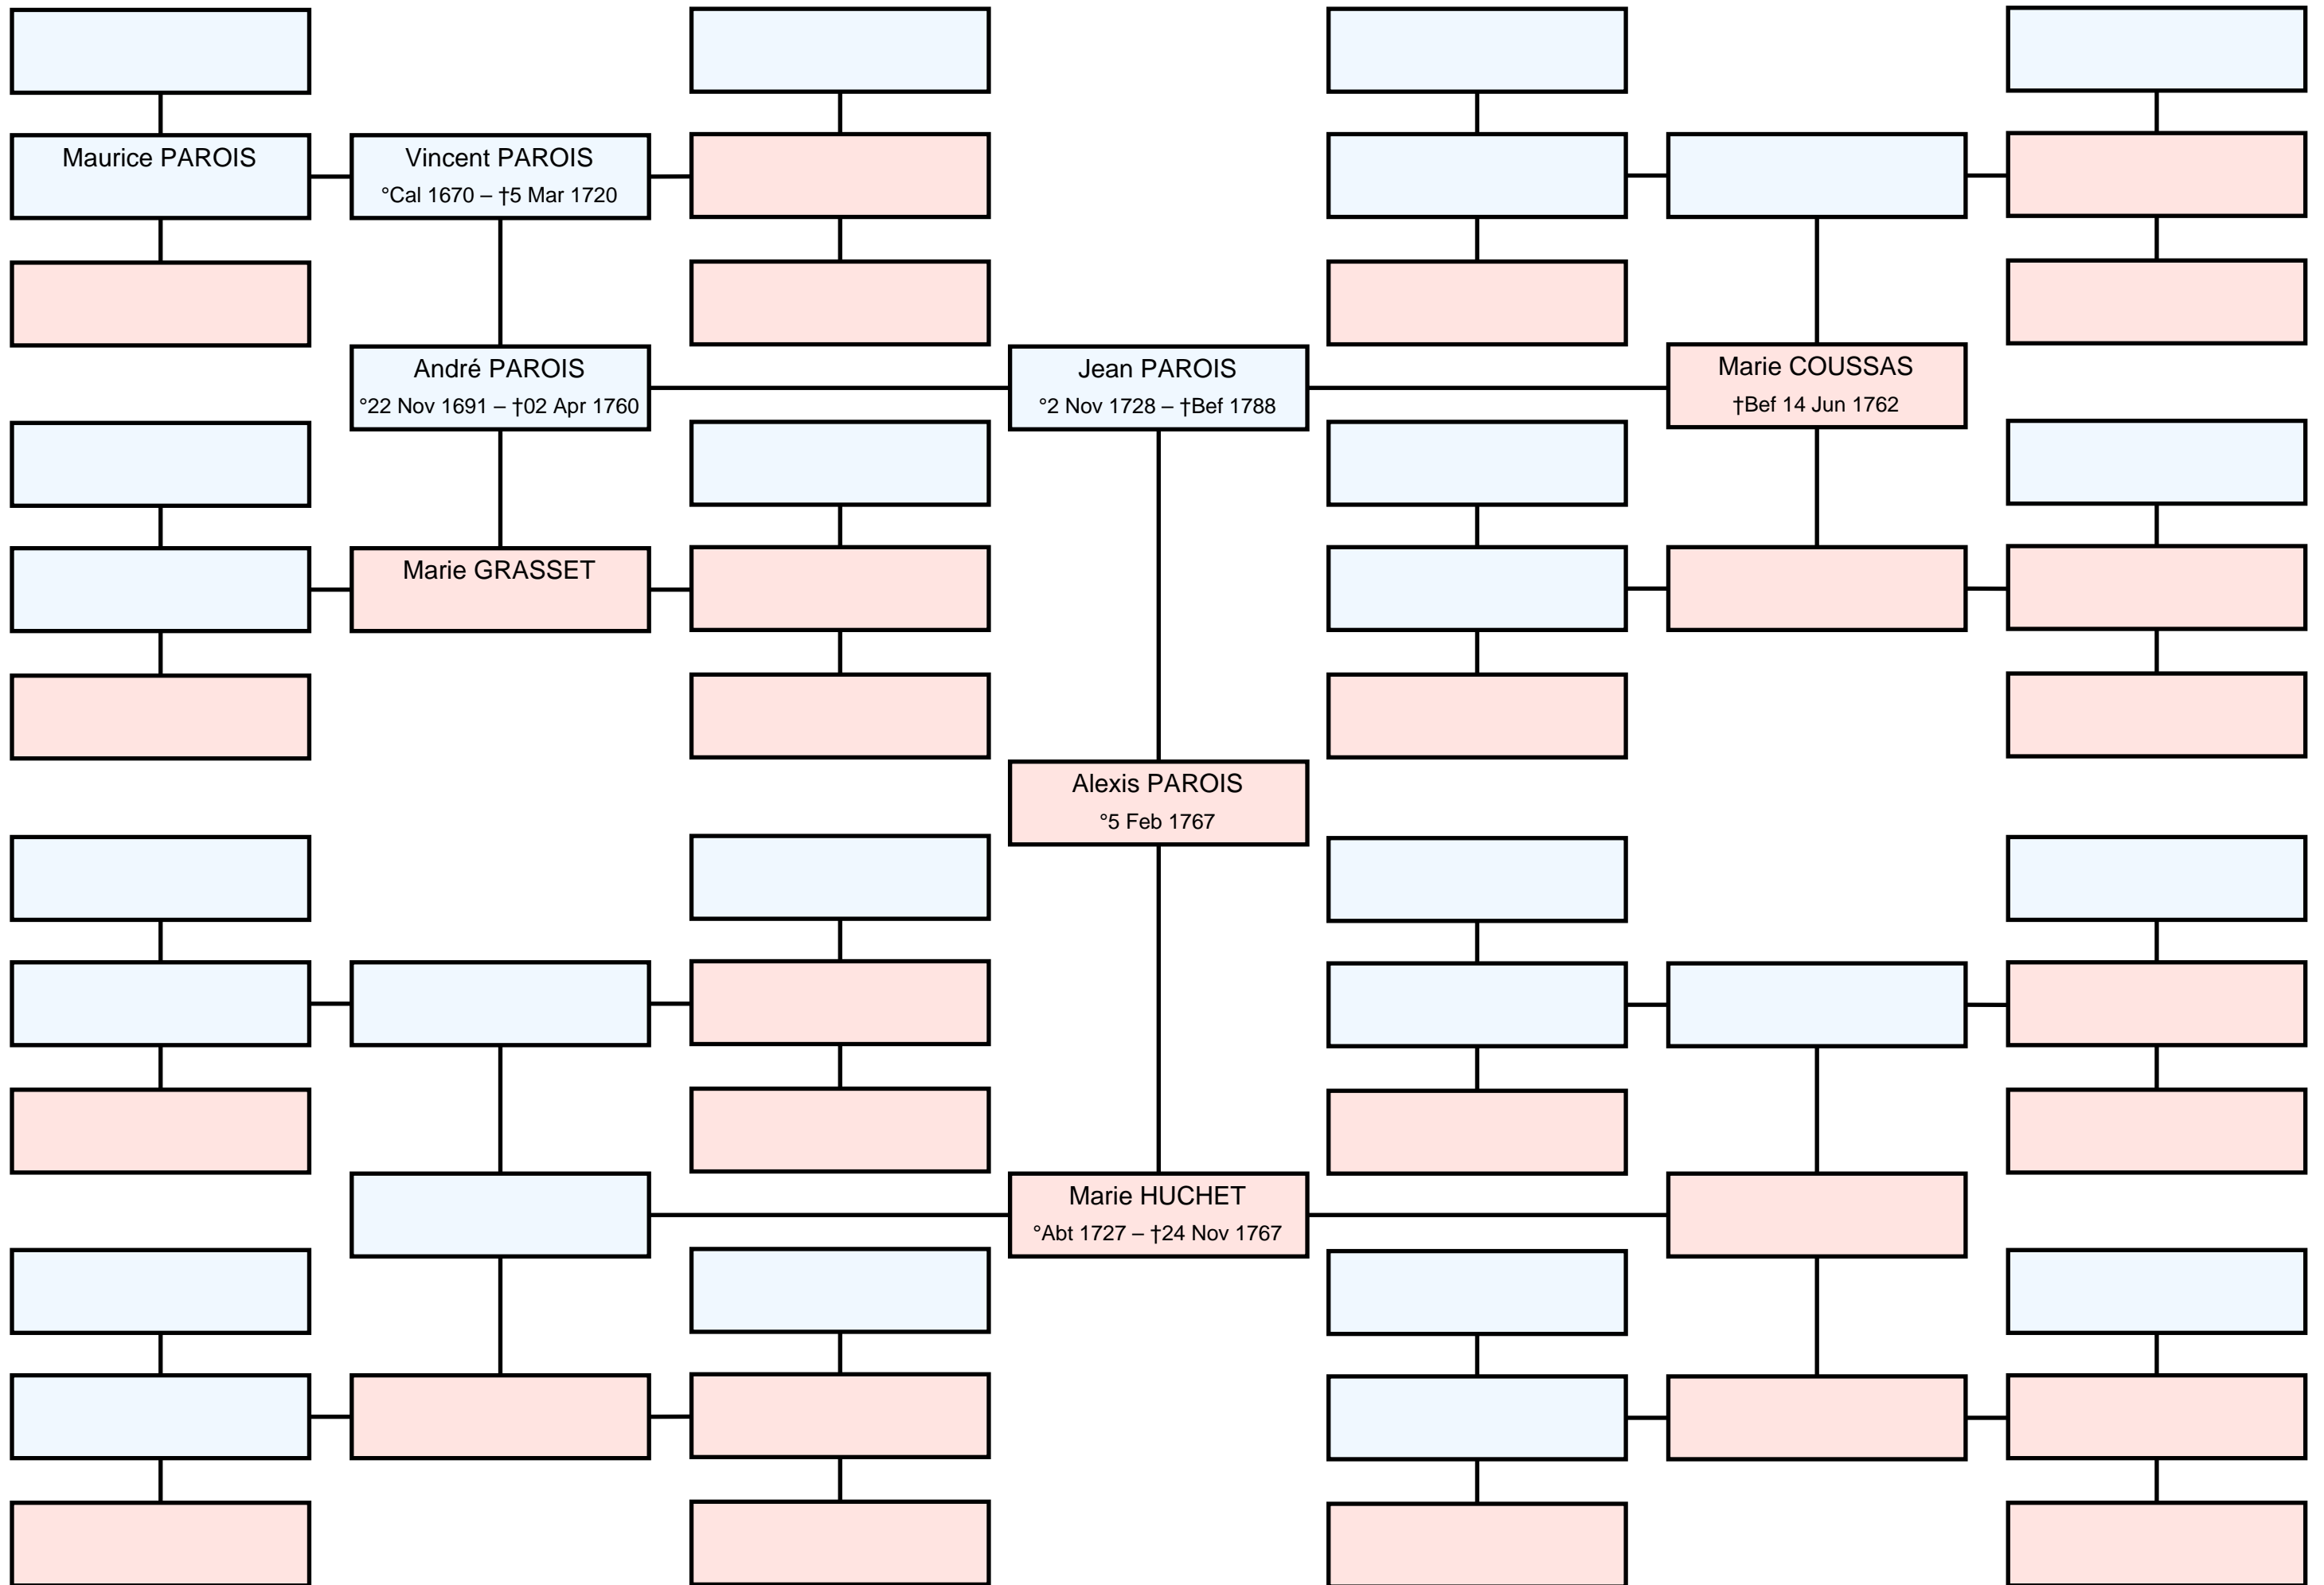 Maurice PAROIS
Vincent PAROIS
°Cal 1670 – †5 Mar 1720
André PAROIS
°22 Nov 1691 – †02 Apr 1760
Jean PAROIS
°2 Nov 1728 – †Bef 1788
Marie COUSSAS
†Bef 14 Jun 1762
Marie GRASSET
Alexis PAROIS
°5 Feb 1767
Marie HUCHET
°Abt 1727 – †24 Nov 1767